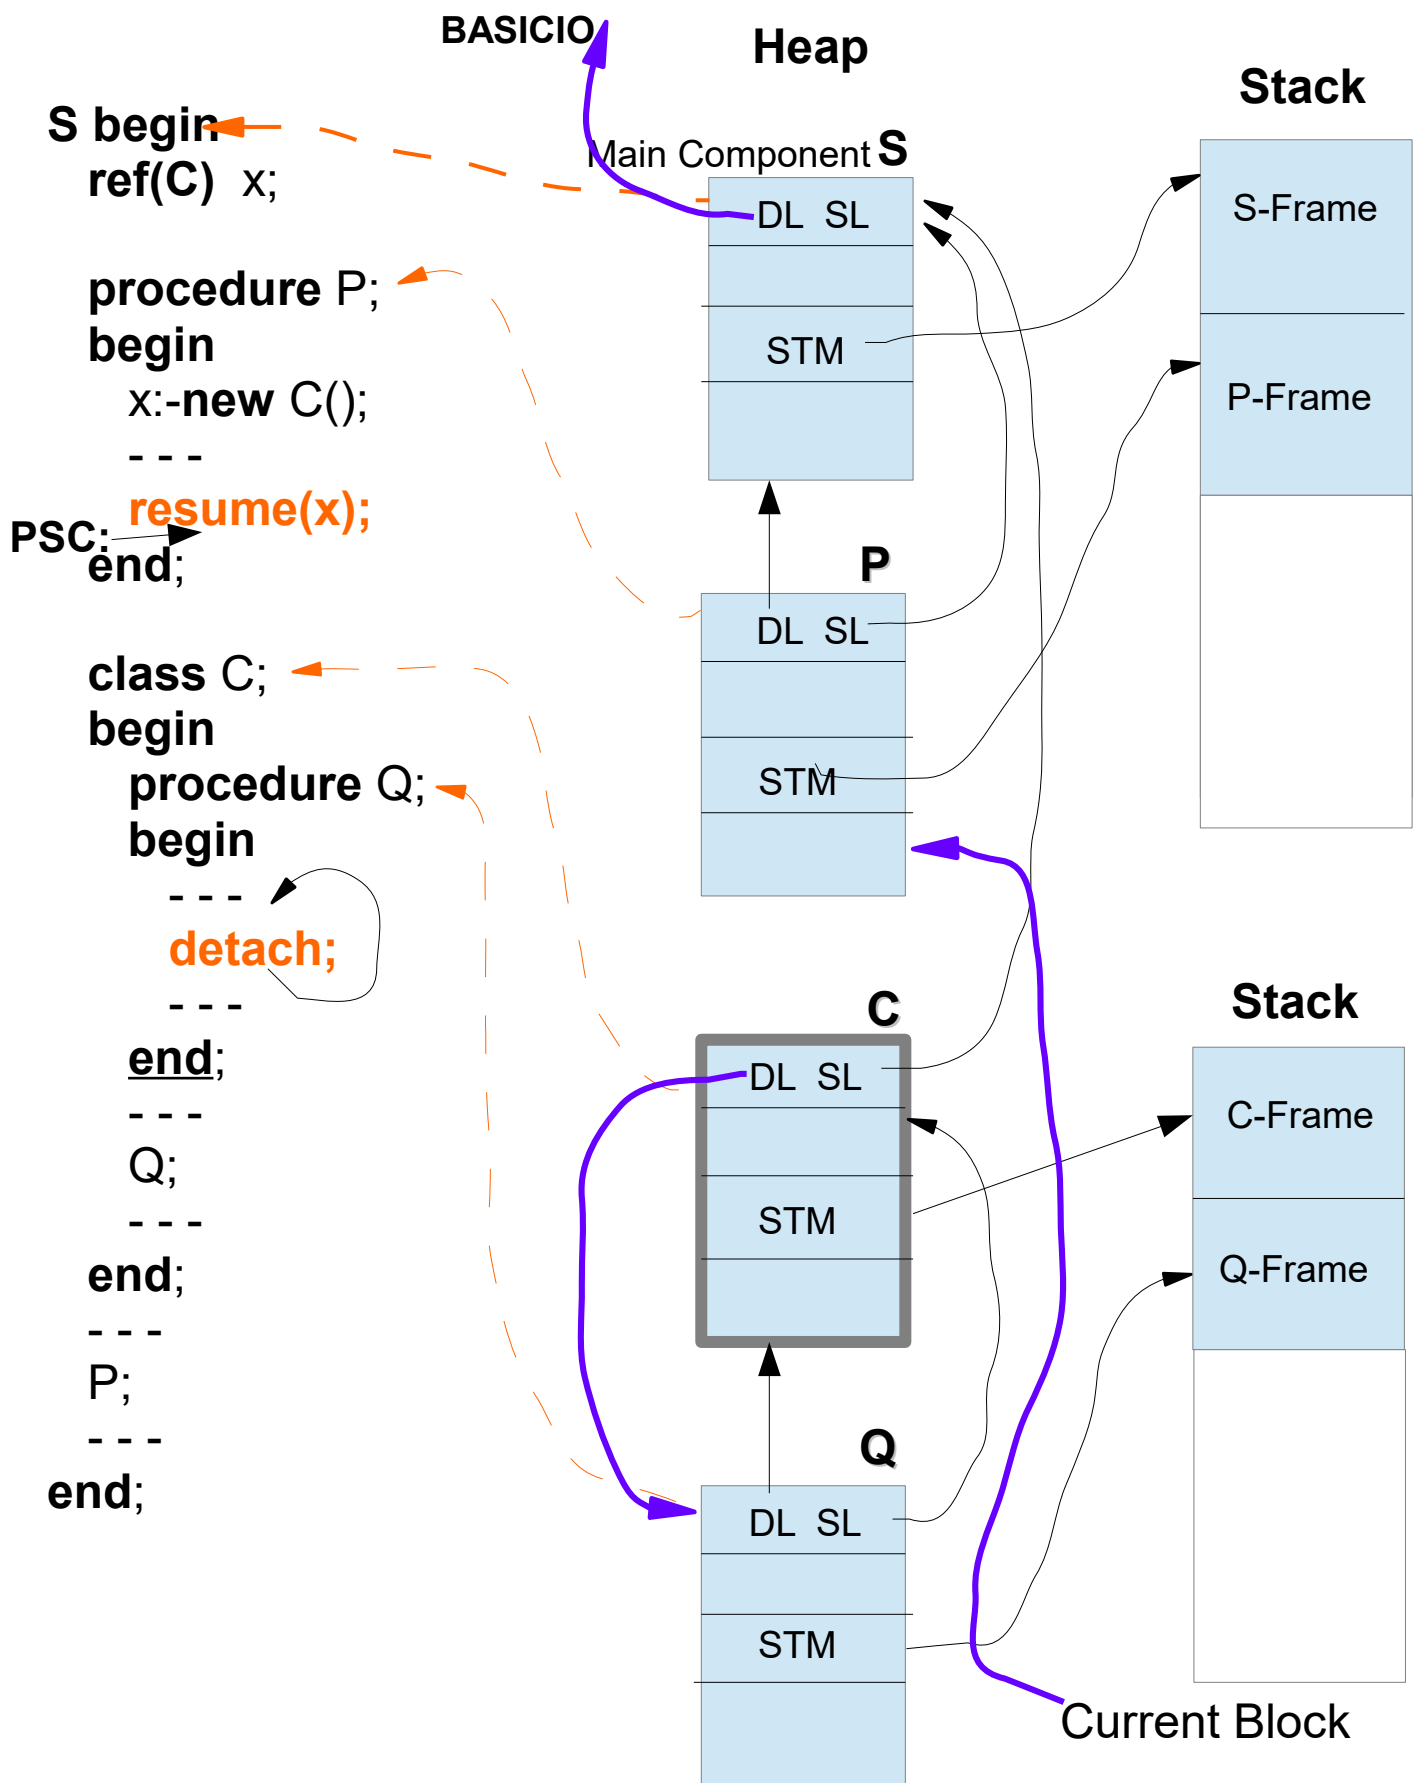 BASICIO
Heap
Stack
S begin
ref(C) x;
procedure P;
begin
x:-new C();
- - -
resume(x);
PSC:
end;
class C;
begin
procedure Q;
begin
- - -
detach;
- - -
end;
- - -
Q;
- - -
end;
- - -
P;
- - -
end;
Main Component S
DL SL
STM
P
DL SL
STM
C
DL SL
STM
Q
DL SL
STM
S-Frame
P-Frame
Stack
C-Frame
Q-Frame
Current Block